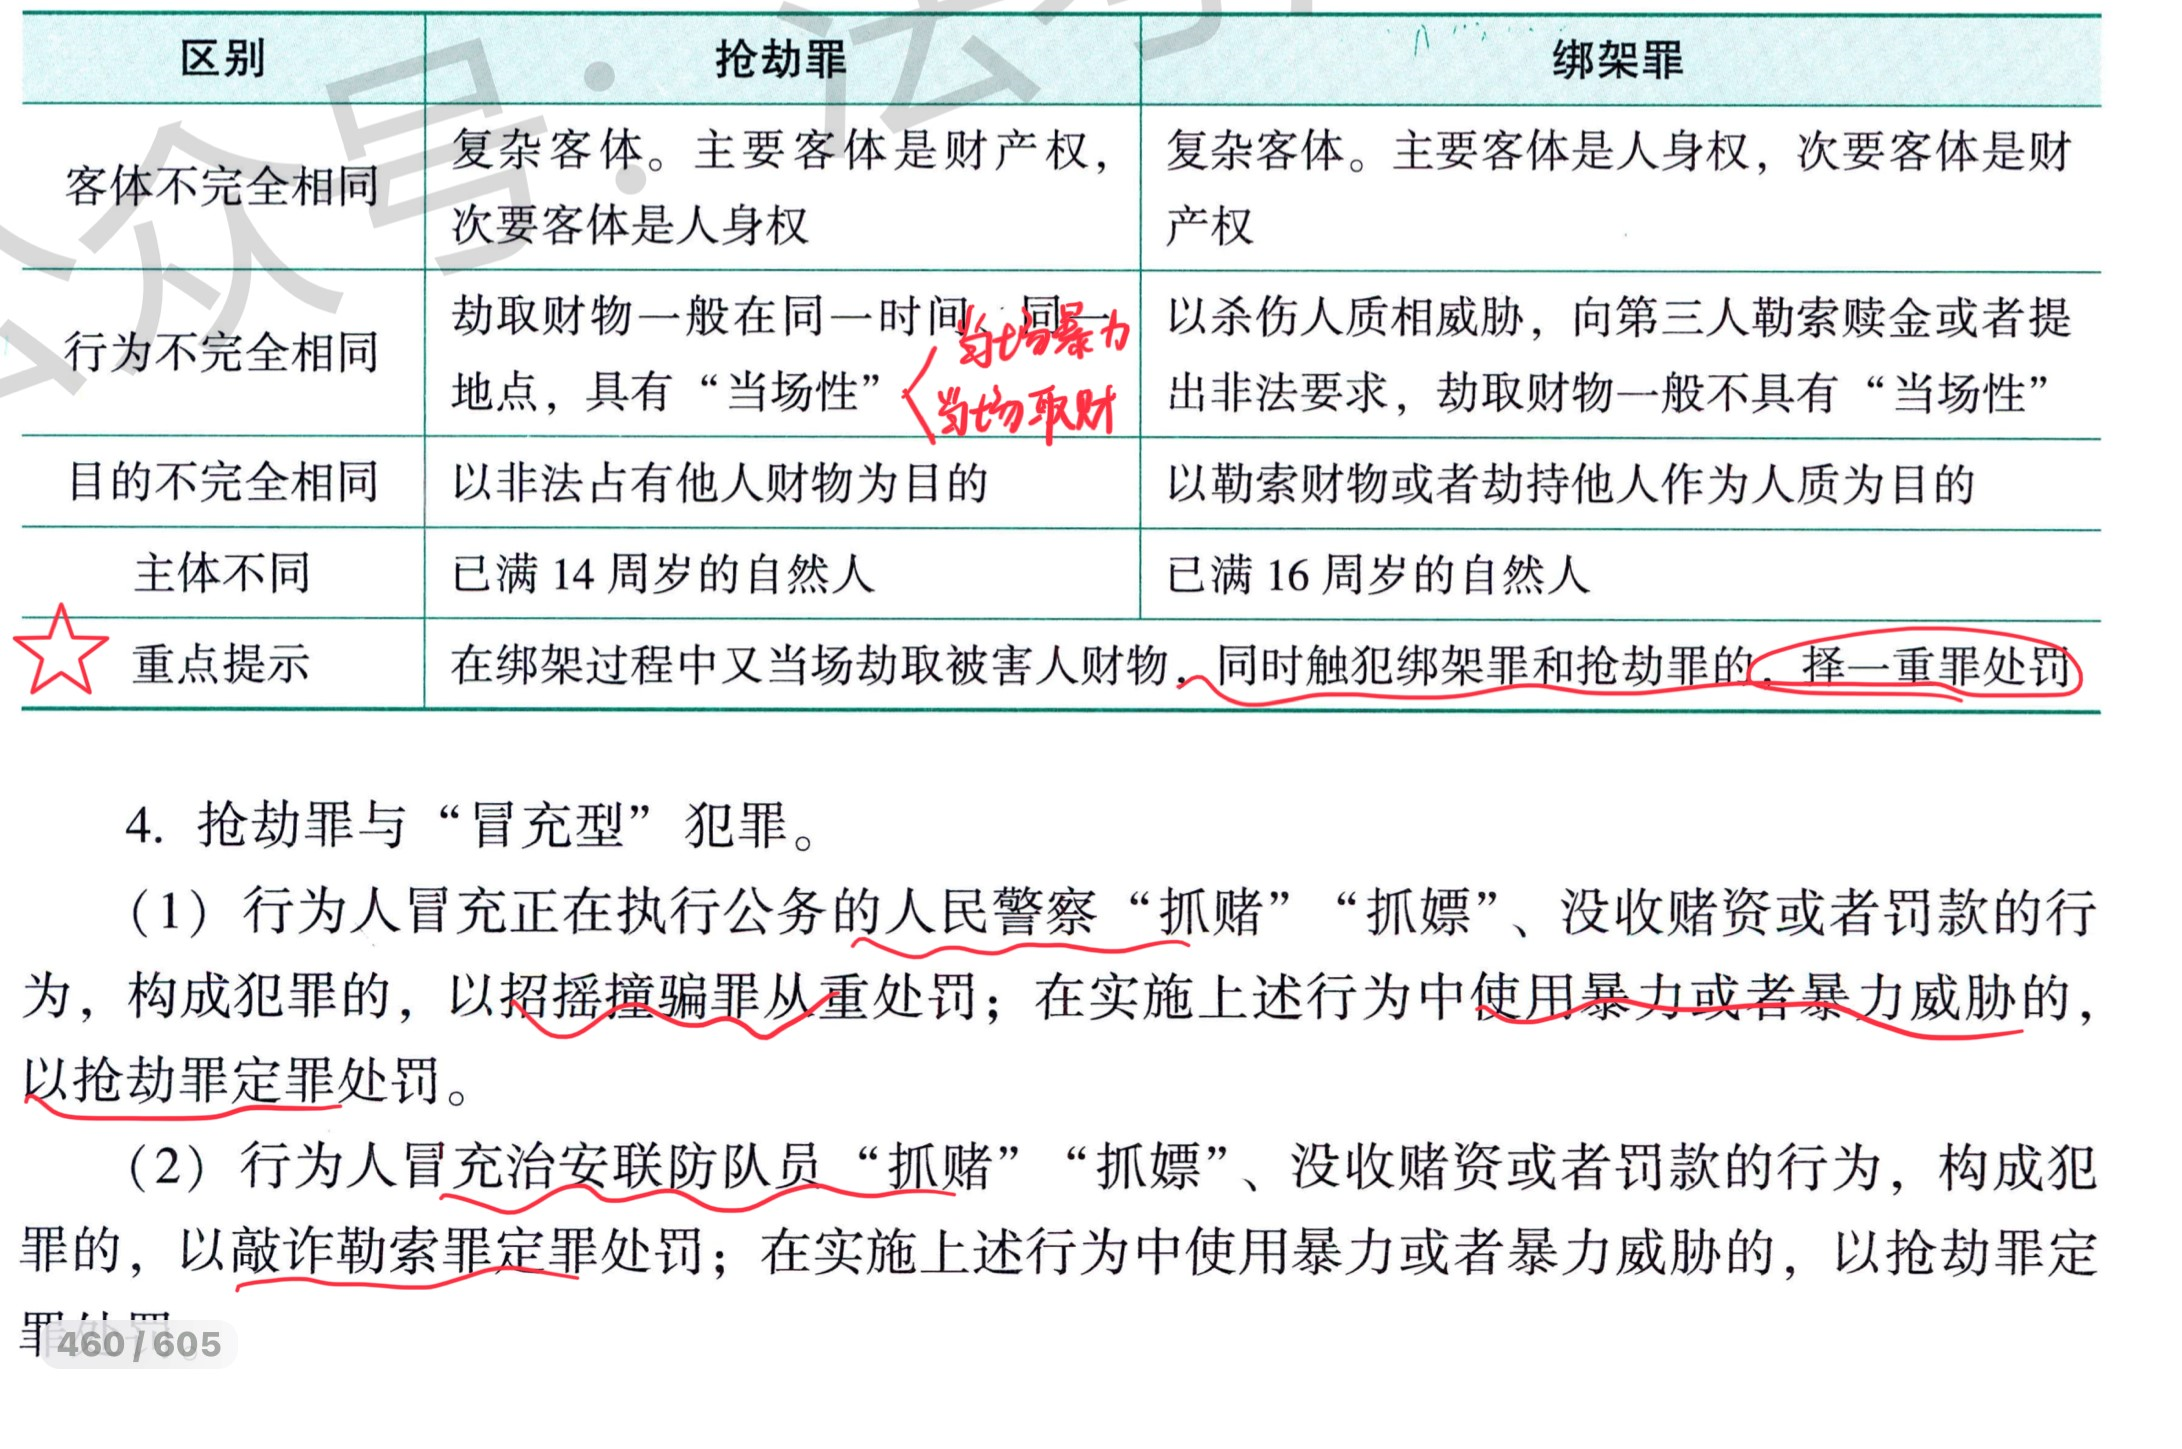 区别 抢劫罪 绑架罪
客体不完全相同
复杂客体。主要客体是财产权，
次要客体是人身权
复杂客体。主要客体是人身权，次要客体是财
产权
行为不完全相同
劫取财物一般在同一时间、同一
地点，具有“当场性”
当场暴力
当场取财
以杀伤人质相威胁，向第三人勒索赎金或者提
出非法要求，劫取财物一般不具有“当场性”
目的不完全相同 以非法占有他人财物为目的 以勒索财物或者劫持他人作为人质为目的
主体不同 已满 14 周岁的自然人 已满 16 周岁的自然人
重点提示 在绑架过程中又当场劫取被害人财物，同时触犯绑架罪和抢劫罪的，择一重罪处罚
4. 抢劫罪与“冒充型”犯罪。
（1）行为人冒充正在执行公务的人民警察“抓赌”“抓嫖”、没收赌资或者罚款的行
为，构成犯罪的，以招摇撞骗罪从重处罚；在实施上述行为中使用暴力或者暴力威胁的，
以抢劫罪定罪处罚。
（2）行为人冒充治安联防队员“抓赌”“抓嫖”、没收赌资或者罚款的行为，构成犯
罪的，以敲诈勒索罪定罪处罚；在实施上述行为中使用暴力或者暴力威胁的，以抢劫罪定
罪处罚。
460 / 605
公众号：法考